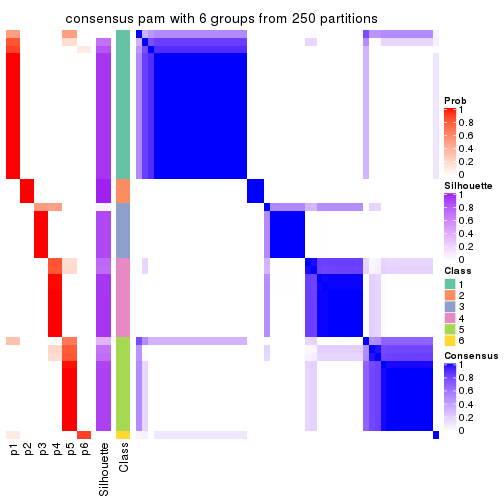 consensus pam with 6 groups from 250 partitions
Prob
1
0.8
0.6
0.4
0.2
0
Silhouette
1
0.8
0.6
0.4
0.2
0
Class
1
2
3
4
5
6
Consensus
1
0.8
0.6
0.4
0.2
0
p1
p2
p3
p4
p5
p6
Silhouette
Class